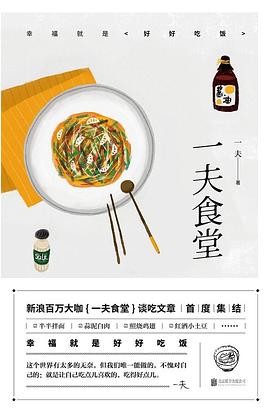 幸福就是<好好吃饭>
酱油
一夫食堂
一夫——著
Salt
新浪百万大咖{一夫食堂}谈吃文章|首度集结
半半拌面|蒜泥白肉|照烧鸡翅|红酒小土豆|……
幸福就是好好吃饭
这个世界有太多的无奈，但我们唯一能做的，不愧对自
己的；就是让自己吃点儿喜欢的，吃得好点儿。
一夫